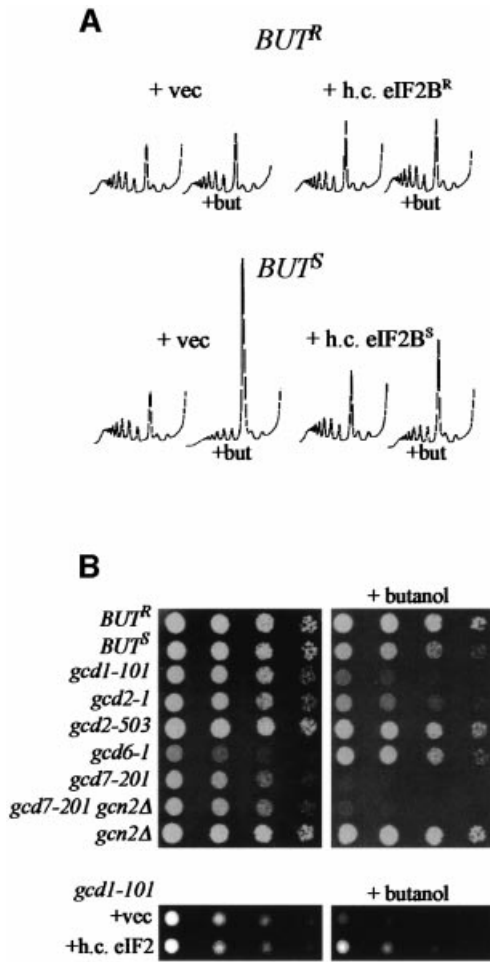 A
BUT^R
+ vec
+ h.c. eIF2B^R
+but
+but
BUT^S
+ vec
+ h.c. eIF2B^S
+but
+but
B
+ butanol
BUT^R
BUT^S
gcd1-101
gcd2-1
gcd2-503
gcd6-1
gcd7-201
gcd7-201 gcn2Δ
gcn2Δ
gcd1-101
+ butanol
+vec
+h.c. eIF2